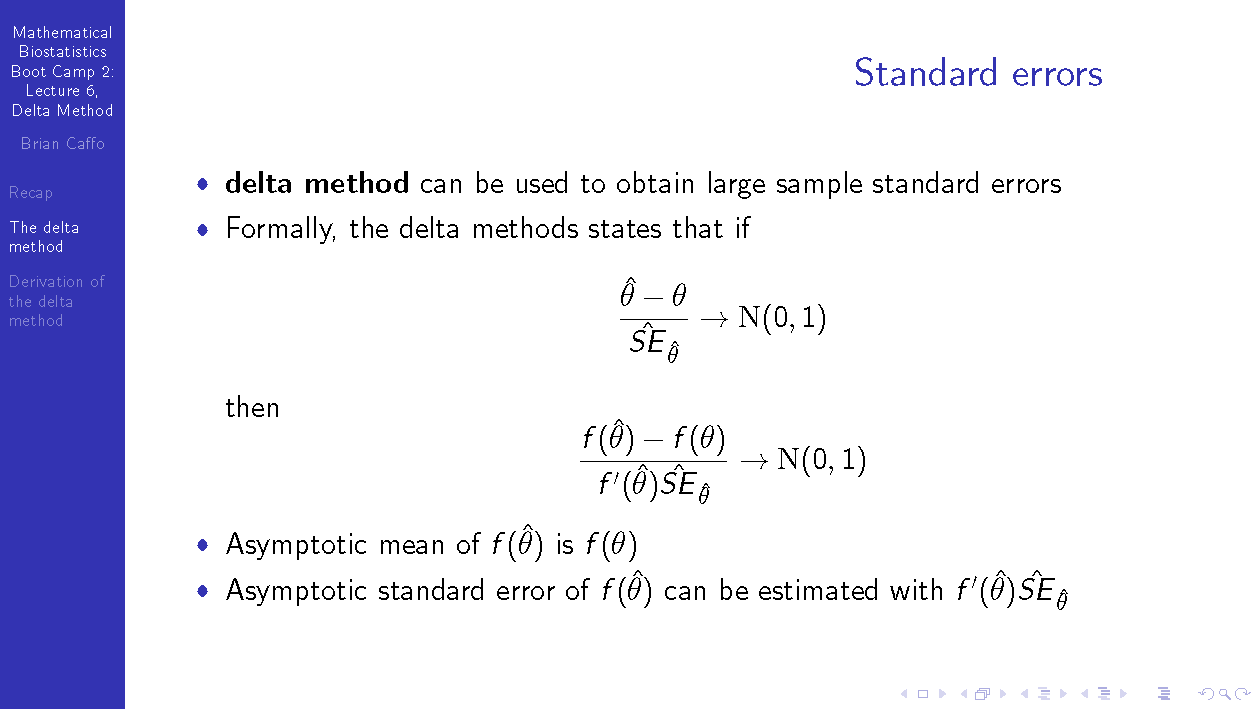 Mathematical
Biostatistics
Boot Camp 2:
Lecture 6,
Delta Method
Brian Caffo
Recap
The delta
method
Derivation of
the delta
method
Standard errors
• delta method can be used to obtain large sample standard errors
• Formally, the delta methods states that if
$\frac{\hat{\theta} - \theta}{\hat{SE}_{\hat{\theta}}} \to \mathrm{N}(0, 1)$
then
$\frac{f(\hat{\theta}) - f(\theta)}{f'(\hat{\theta})\hat{SE}_{\hat{\theta}}} \to \mathrm{N}(0, 1)$
• Asymptotic mean of $f(\hat{\theta})$ is $f(\theta)$
• Asymptotic standard error of $f(\hat{\theta})$ can be estimated with $f'(\hat{\theta})\hat{SE}_{\hat{\theta}}$